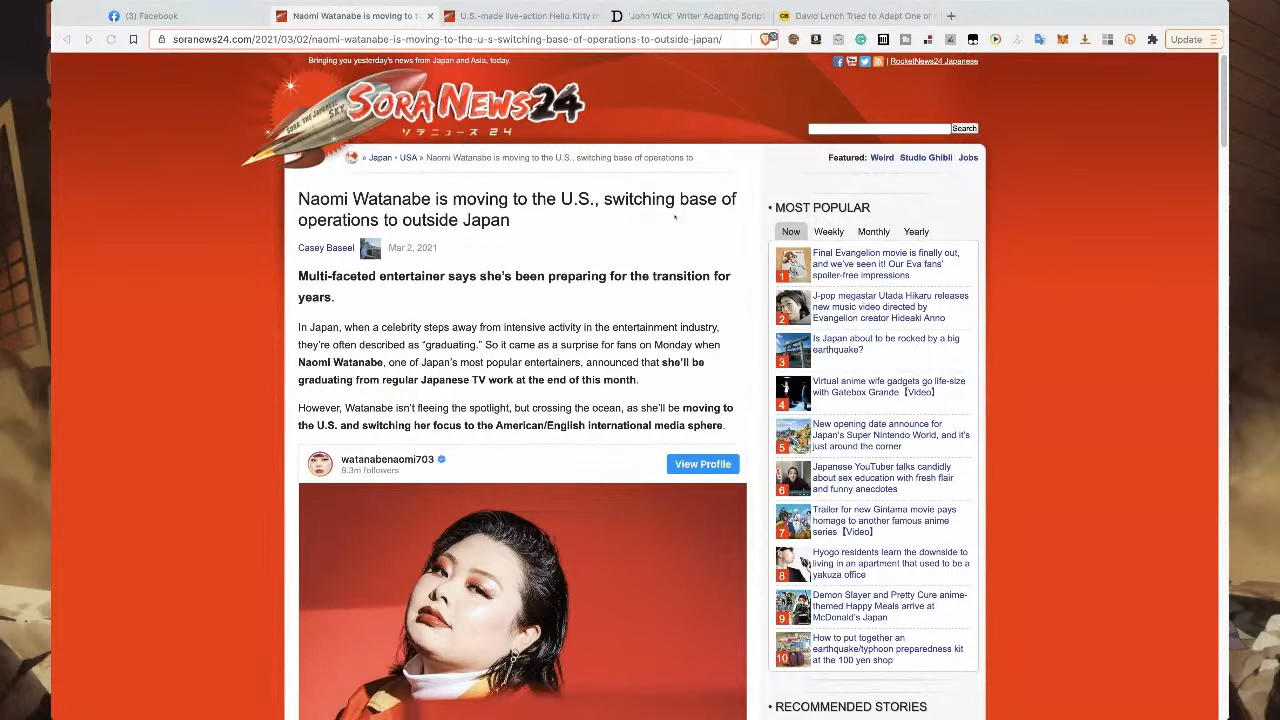 (3) Facebook
Naomi Watanabe is moving to t
U.S.-made live-action Hello Kitty m
'John Wick' Writer Adapting Script
David Lynch Tried to Adapt One of
soranews24.com/2021/03/02/naomi-watanabe-is-moving-to-the-u-s-switching-base-of-operations-to-outside-japan/
Update
Bringing you yesterday's news from Japan and Asia, today.
RocketNews24 Japanese
SORA, THE JAPANESE SKY
SORA NEWS24
ソラニュース 24
Search
» Japan • USA » Naomi Watanabe is moving to the U.S., switching base of operations to
Featured: Weird Studio Ghibli Jobs
Naomi Watanabe is moving to the U.S., switching base of
operations to outside Japan
Casey Baseel Mar 2, 2021
Multi-faceted entertainer says she's been preparing for the transition for
years.
In Japan, when a celebrity steps away from intensive activity in the entertainment industry,
they're often described as "graduating." So it came as a surprise for fans on Monday when
Naomi Watanabe, one of Japan's most popular entertainers, announced that she'll be
graduating from regular Japanese TV work at the end of this month.
However, Watanabe isn't fleeing the spotlight, but crossing the ocean, as she'll be moving to
the U.S. and switching her focus to the American/English international media sphere.
watanabenaomi703
9.3m followers
View Profile
• MOST POPULAR
Now Weekly Monthly Yearly
1
Final Evangelion movie is finally out,
and we've seen it! Our Eva fans'
spoiler-free impressions
2
J-pop megastar Utada Hikaru releases
new music video directed by
Evangelion creator Hideaki Anno
3
Is Japan about to be rocked by a big
earthquake?
4
Virtual anime wife gadgets go life-size
with Gatebox Grande【Video】
5
New opening date announce for
Japan's Super Nintendo World, and it's
just around the corner
6
Japanese YouTuber talks candidly
about sex education with fresh flair
and funny anecdotes
7
Trailer for new Gintama movie pays
homage to another famous anime
series【Video】
8
Hyogo residents learn the downside to
living in an apartment that used to be a
yakuza office
9
Demon Slayer and Pretty Cure anime-
themed Happy Meals arrive at
McDonald's Japan
10
How to put together an
earthquake/typhoon preparedness kit
at the 100 yen shop
• RECOMMENDED STORIES